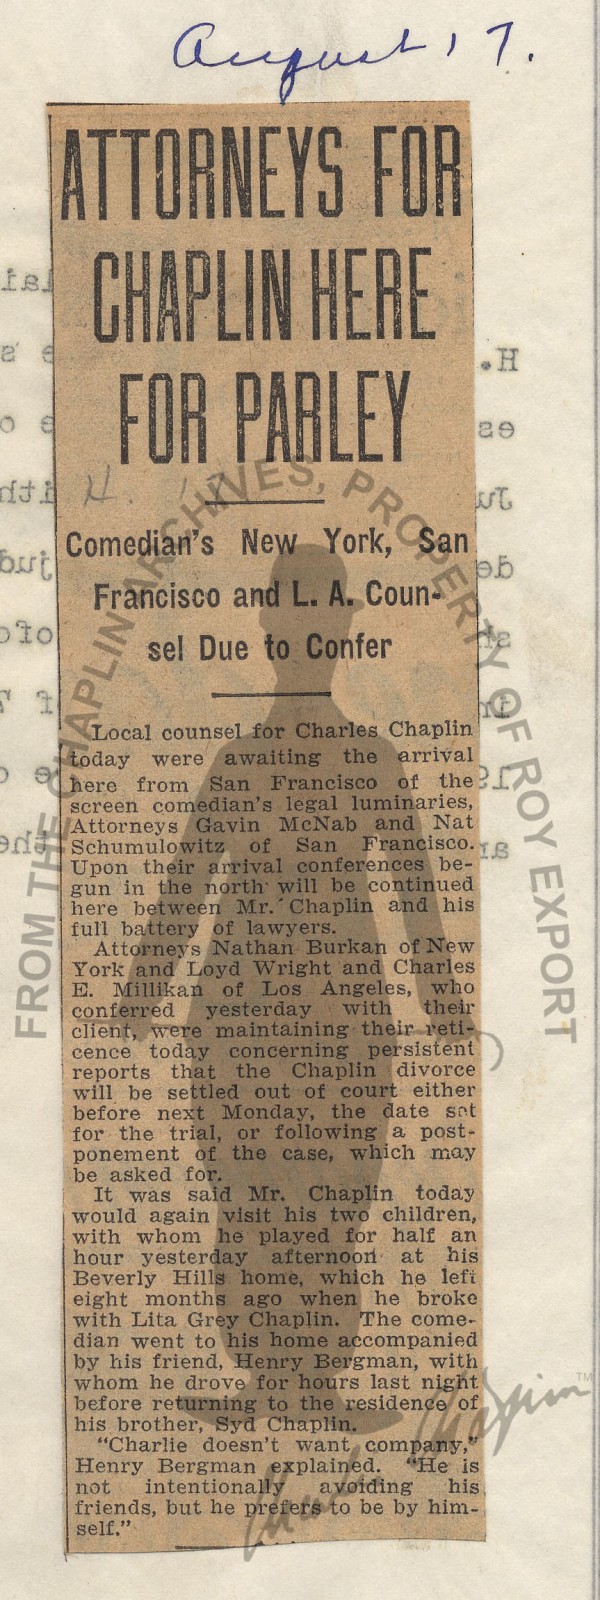 August 17.
ATTORNEYS FOR
CHAPLIN HERE
FOR PARLEY
Comedian's New York, San
Francisco and L. A. Coun-
sel Due to Confer
Local counsel for Charles Chaplin
today were awaiting the arrival
here from San Francisco of the
screen comedian's legal luminaries,
Attorneys Gavin McNab and Nat
Schumulowitz of San Francisco.
Upon their arrival conferences be-
gun in the north will be continued
here between Mr. Chaplin and his
full battery of lawyers.
Attorneys Nathan Burkan of New
York and Loyd Wright and Charles
E. Millikan of Los Angeles, who
conferred yesterday with their
client, were maintaining their reti-
cence today concerning persistent
reports that the Chaplin divorce
will be settled out of court either
before next Monday, the date set
for the trial, or following a post-
ponement of the case, which may
be asked for.
It was said Mr. Chaplin today
would again visit his two children,
with whom he played for half an
hour yesterday afternoon at his
Beverly Hills home, which he left
eight months ago when he broke
with Lita Grey Chaplin. The come-
dian went to his home accompanied
by his friend, Henry Bergman, with
whom he drove for hours last night
before returning to the residence of
his brother, Syd Chaplin.
"Charlie doesn't want company,"
Henry Bergman explained. "He is
not intentionally avoiding his
friends, but he prefers to be by him-
self."
FROM THE CHAPLIN ARCHIVES, PROPERTY OF ROY EXPORT
Charles Chaplin TM